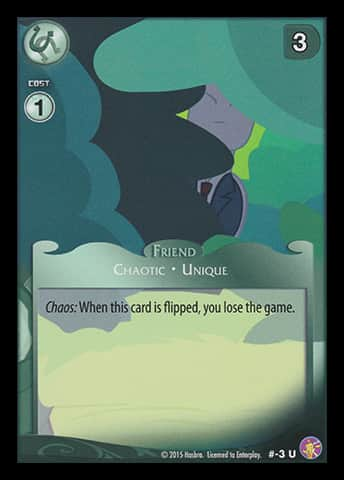 3
COST
1
FRIEND
CHAOTIC • UNIQUE
Chaos: When this card is flipped, you lose the game.
© 2015 Hasbro. Licensed to Enterplay. #-3 U